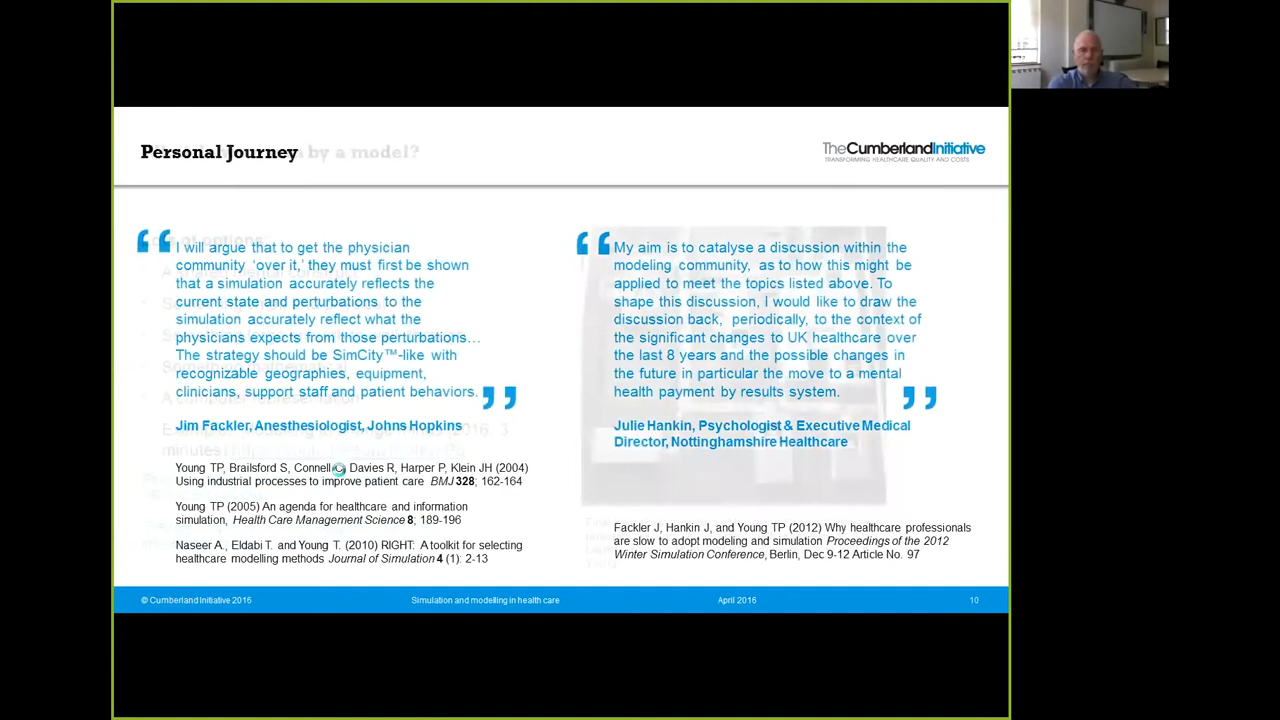 Personal Journey
by a model?
TheCumberlandInitiative
TRANSFORMING HEALTHCARE QUALITY AND COSTS
“ I will argue that to get the physician
community ‘over it,’ they must first be shown
that a simulation accurately reflects the
current state and perturbations to the
simulation accurately reflect what the
physicians expects from those perturbations…
The strategy should be SimCity™-like with
recognizable geographies, equipment,
clinicians, support staff and patient behaviors. ”
Jim Fackler, Anesthesiologist, Johns Hopkins
Young TP, Brailsford S, Connell Davies R, Harper P, Klein JH (2004)
Using industrial processes to improve patient care BMJ 328; 162-164
Young TP (2005) An agenda for healthcare and information
simulation, Health Care Management Science 8; 189-196
Naseer A., Eldabi T. and Young T. (2010) RIGHT: A toolkit for selecting
healthcare modelling methods Journal of Simulation 4 (1): 2-13
“ My aim is to catalyse a discussion within the
modeling community, as to how this might be
applied to meet the topics listed above. To
shape this discussion, I would like to draw the
discussion back, periodically, to the context of
the significant changes to UK healthcare over
the last 8 years and the possible changes in
the future in particular the move to a mental
health payment by results system. ”
Julie Hankin, Psychologist & Executive Medical
Director, Nottinghamshire Healthcare
Fackler J, Hankin J, and Young TP (2012) Why healthcare professionals
are slow to adopt modeling and simulation Proceedings of the 2012
Winter Simulation Conference, Berlin, Dec 9-12 Article No. 97
© Cumberland Initiative 2016
Simulation and modelling in health care
April 2016
10